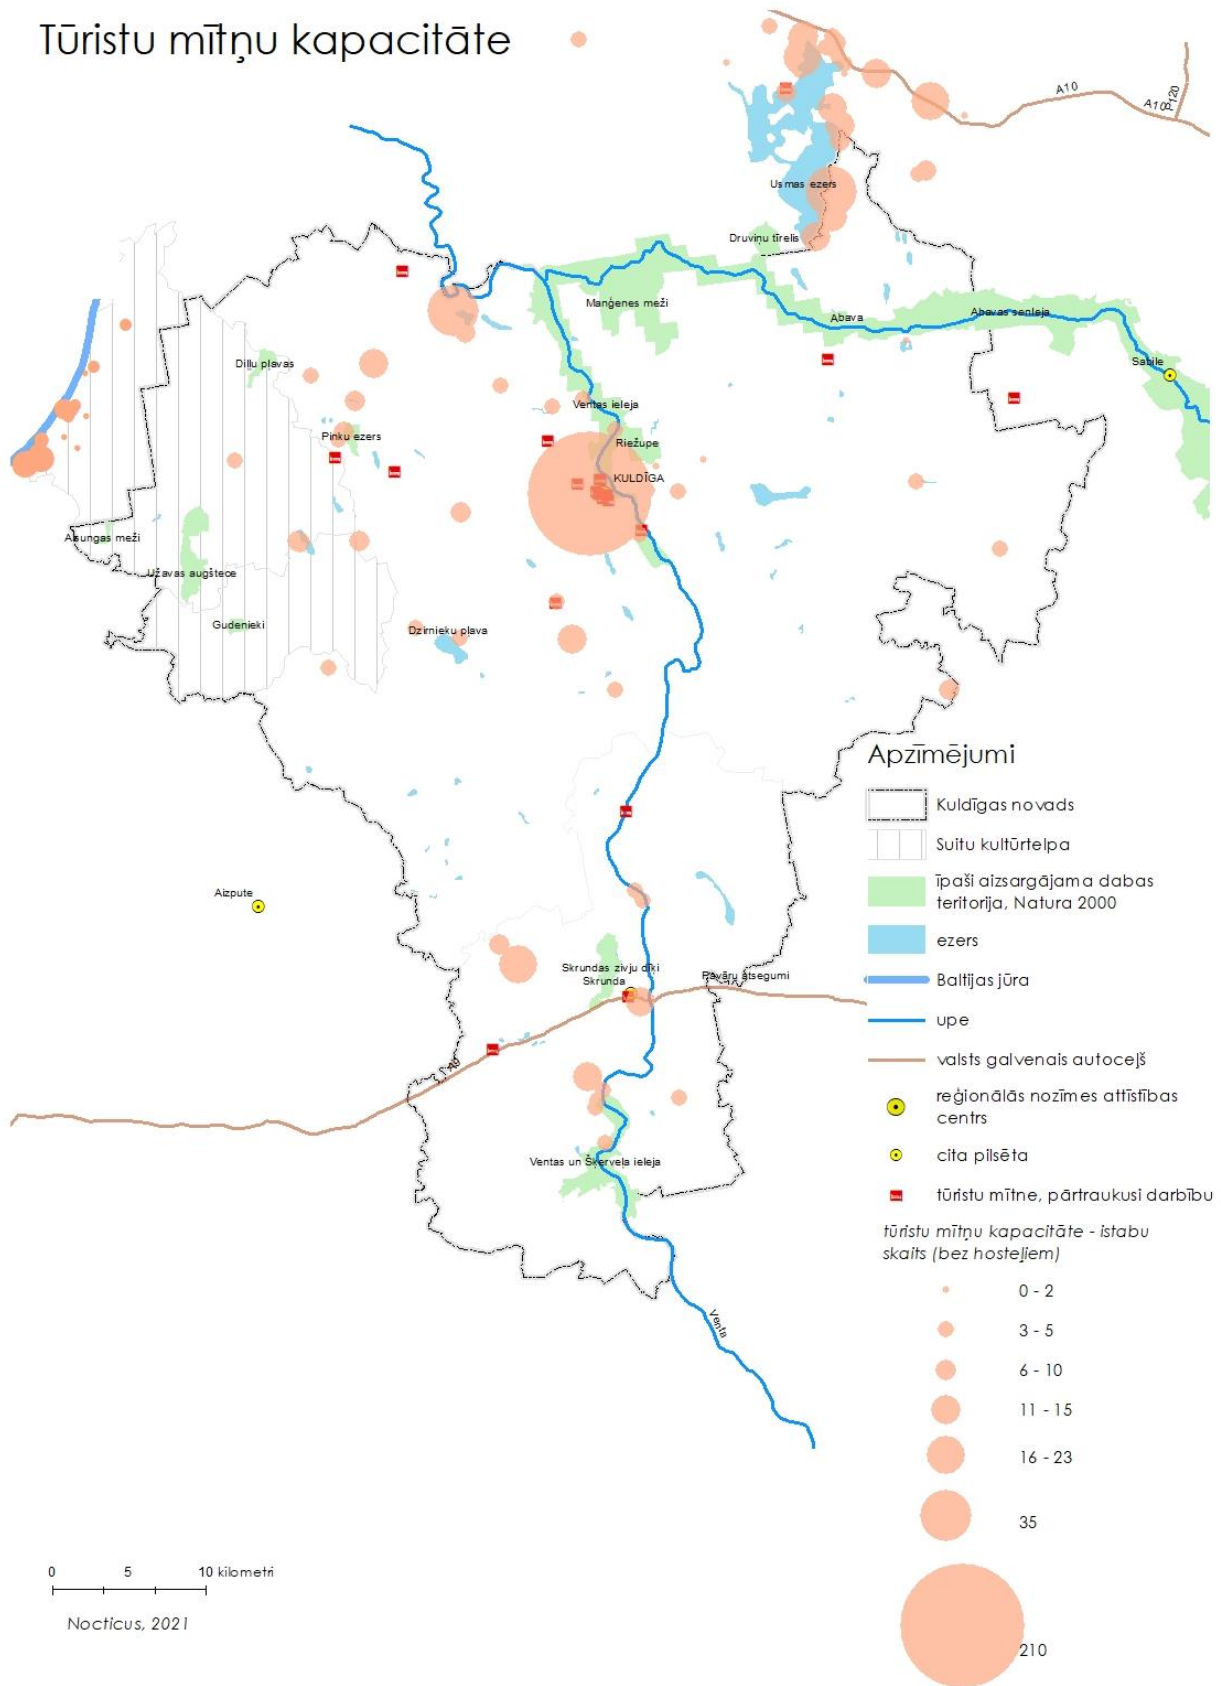 Tūristu mītņu kapacitāte
A10
A10
P120
Usmas ezers
Druviņu tīrelis
Manģenes meži
Abava
Abavas senleja
Sabile
Diļļu pļavas
Ventas ieleja
Pinku ezers
Riežupe
KULDĪGA
Alsungas meži
Užavas augštece
Gudenieki
Dzirnieku pļava
Apzīmējumi
Kuldīgas novads
Suitu kultūrtelpa
īpaši aizsargājama dabas
teritorija, Natura 2000
ezers
Baltijas jūra
upe
valsts galvenais autoceļš
reģionālās nozīmes attīstības
centrs
cita pilsēta
tūristu mītne, pārtraukusi darbību
tūristu mītņu kapacitāte - istabu
skaits (bez hosteļiem)
0 - 2
3 - 5
6 - 10
11 - 15
16 - 23
35
210
Aizpute
Skrundas zivju dīķi
Skrunda
Pavāru atsegumi
A9
Ventas un Šķerveļa ieleja
Venta
0 5 10 kilometri
Nocticus, 2021